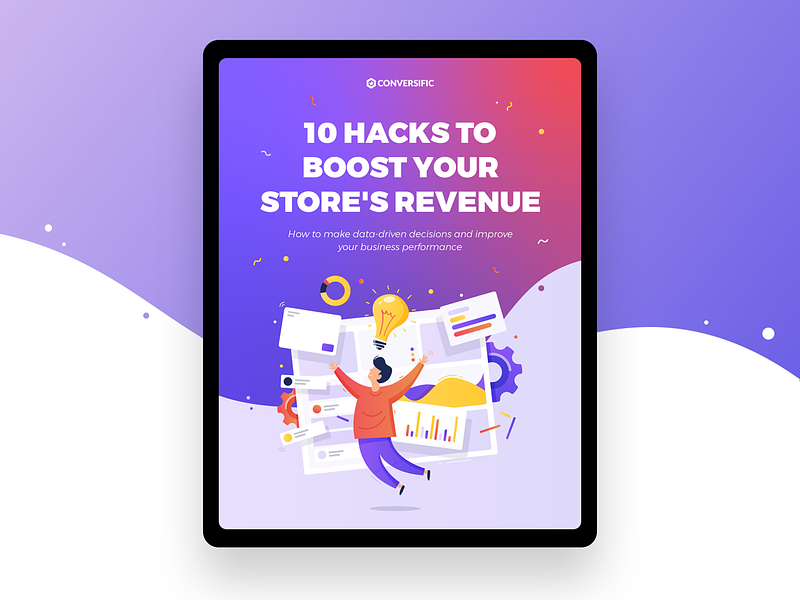 CONVERSIFIC
10 HACKS TO
BOOST YOUR
STORE'S REVENUE
How to make data-driven decisions and improve
your business performance